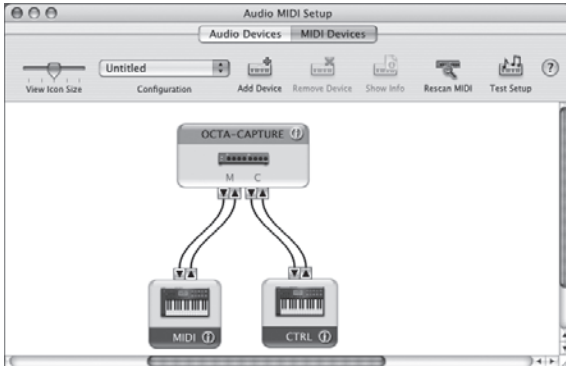 Audio MIDI Setup
Audio Devices MIDI Devices
Untitled
View Icon Size Configuration Add Device Remove Device Show Info Rescan MIDI Test Setup ?
OCTA-CAPTURE i
M C
MIDI i CTRL i